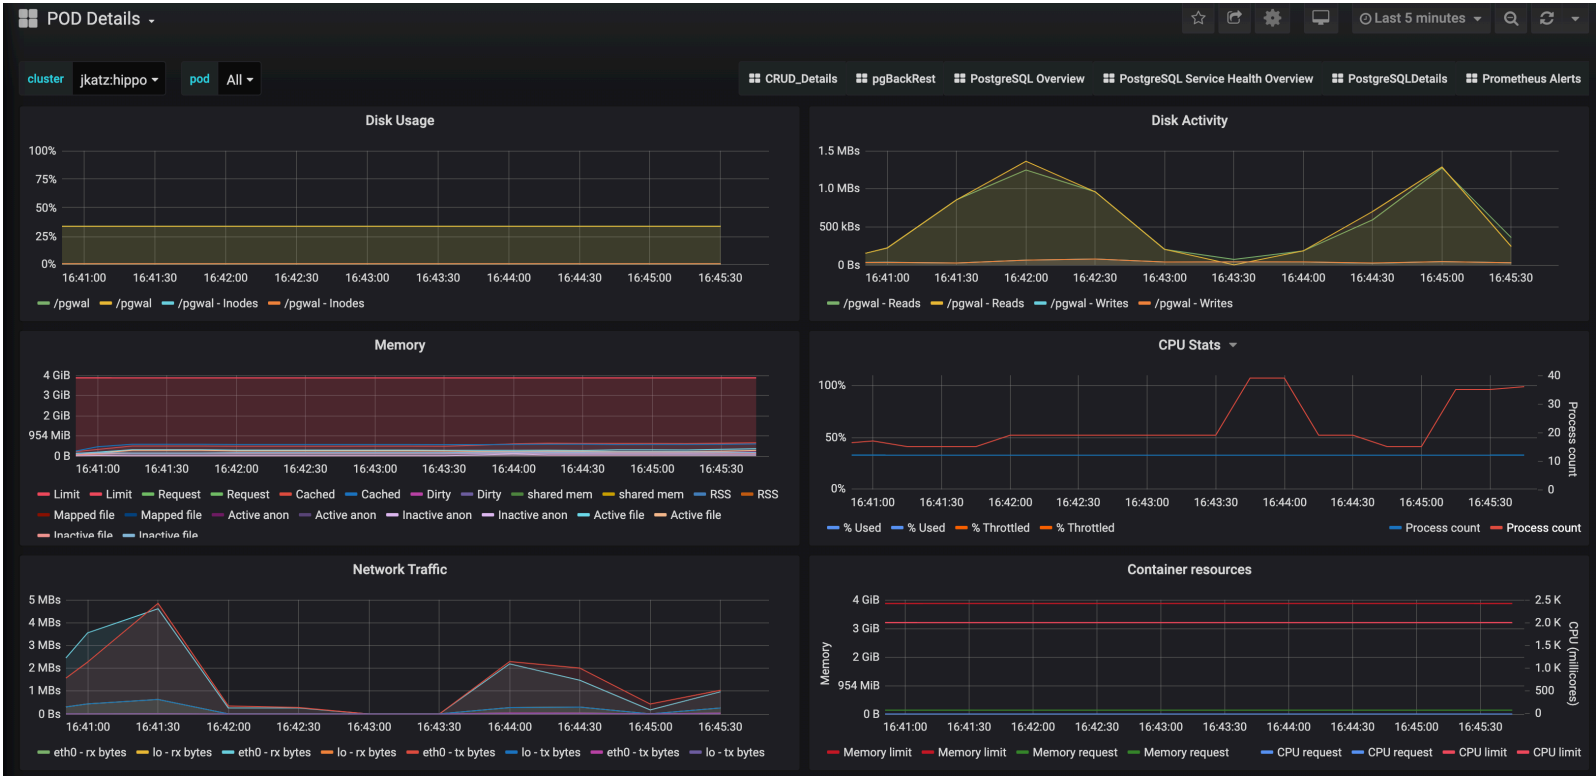 POD Details
Last 5 minutes
cluster jkatz:hippo pod All
CRUD_Details pgBackRest PostgreSQL Overview PostgreSQL Service Health Overview PostgreSQLDetails Prometheus Alerts
Disk Usage
100%
75%
50%
25%
0%
16:41:00 16:41:30 16:42:00 16:42:30 16:43:00 16:43:30 16:44:00 16:44:30 16:45:00 16:45:30
/pgwal /pgwal /pgwal - Inodes /pgwal - Inodes
Disk Activity
1.5 MBs
1.0 MBs
500 kBs
0 Bs
16:41:00 16:41:30 16:42:00 16:42:30 16:43:00 16:43:30 16:44:00 16:44:30 16:45:00 16:45:30
/pgwal - Reads /pgwal - Reads /pgwal - Writes /pgwal - Writes
Memory
4 GiB
3 GiB
2 GiB
954 MiB
0 B
16:41:00 16:41:30 16:42:00 16:42:30 16:43:00 16:43:30 16:44:00 16:44:30 16:45:00 16:45:30
Limit Limit Request Request Cached Cached Dirty Dirty shared mem shared mem RSS RSS
Mapped file Mapped file Active anon Active anon Inactive anon Inactive anon Active file Active file
Inactive file Inactive file
CPU Stats
100%
50%
0%
40
30
20
10
0
Process count
16:41:00 16:41:30 16:42:00 16:42:30 16:43:00 16:43:30 16:44:00 16:44:30 16:45:00 16:45:30
% Used % Used % Throttled % Throttled Process count Process count
Network Traffic
5 MBs
4 MBs
3 MBs
2 MBs
1 MBs
0 Bs
16:41:00 16:41:30 16:42:00 16:42:30 16:43:00 16:43:30 16:44:00 16:44:30 16:45:00 16:45:30
eth0 - rx bytes lo - rx bytes eth0 - rx bytes lo - rx bytes eth0 - tx bytes lo - tx bytes eth0 - tx bytes lo - tx bytes
Container resources
Memory
4 GiB
3 GiB
2 GiB
954 MiB
0 B
2.5 K
2.0 K
1.5 K
1.0 K
500
0
CPU (millicores)
16:41:00 16:41:30 16:42:00 16:42:30 16:43:00 16:43:30 16:44:00 16:44:30 16:45:00 16:45:30
Memory limit Memory limit Memory request Memory request CPU request CPU request CPU limit CPU limit